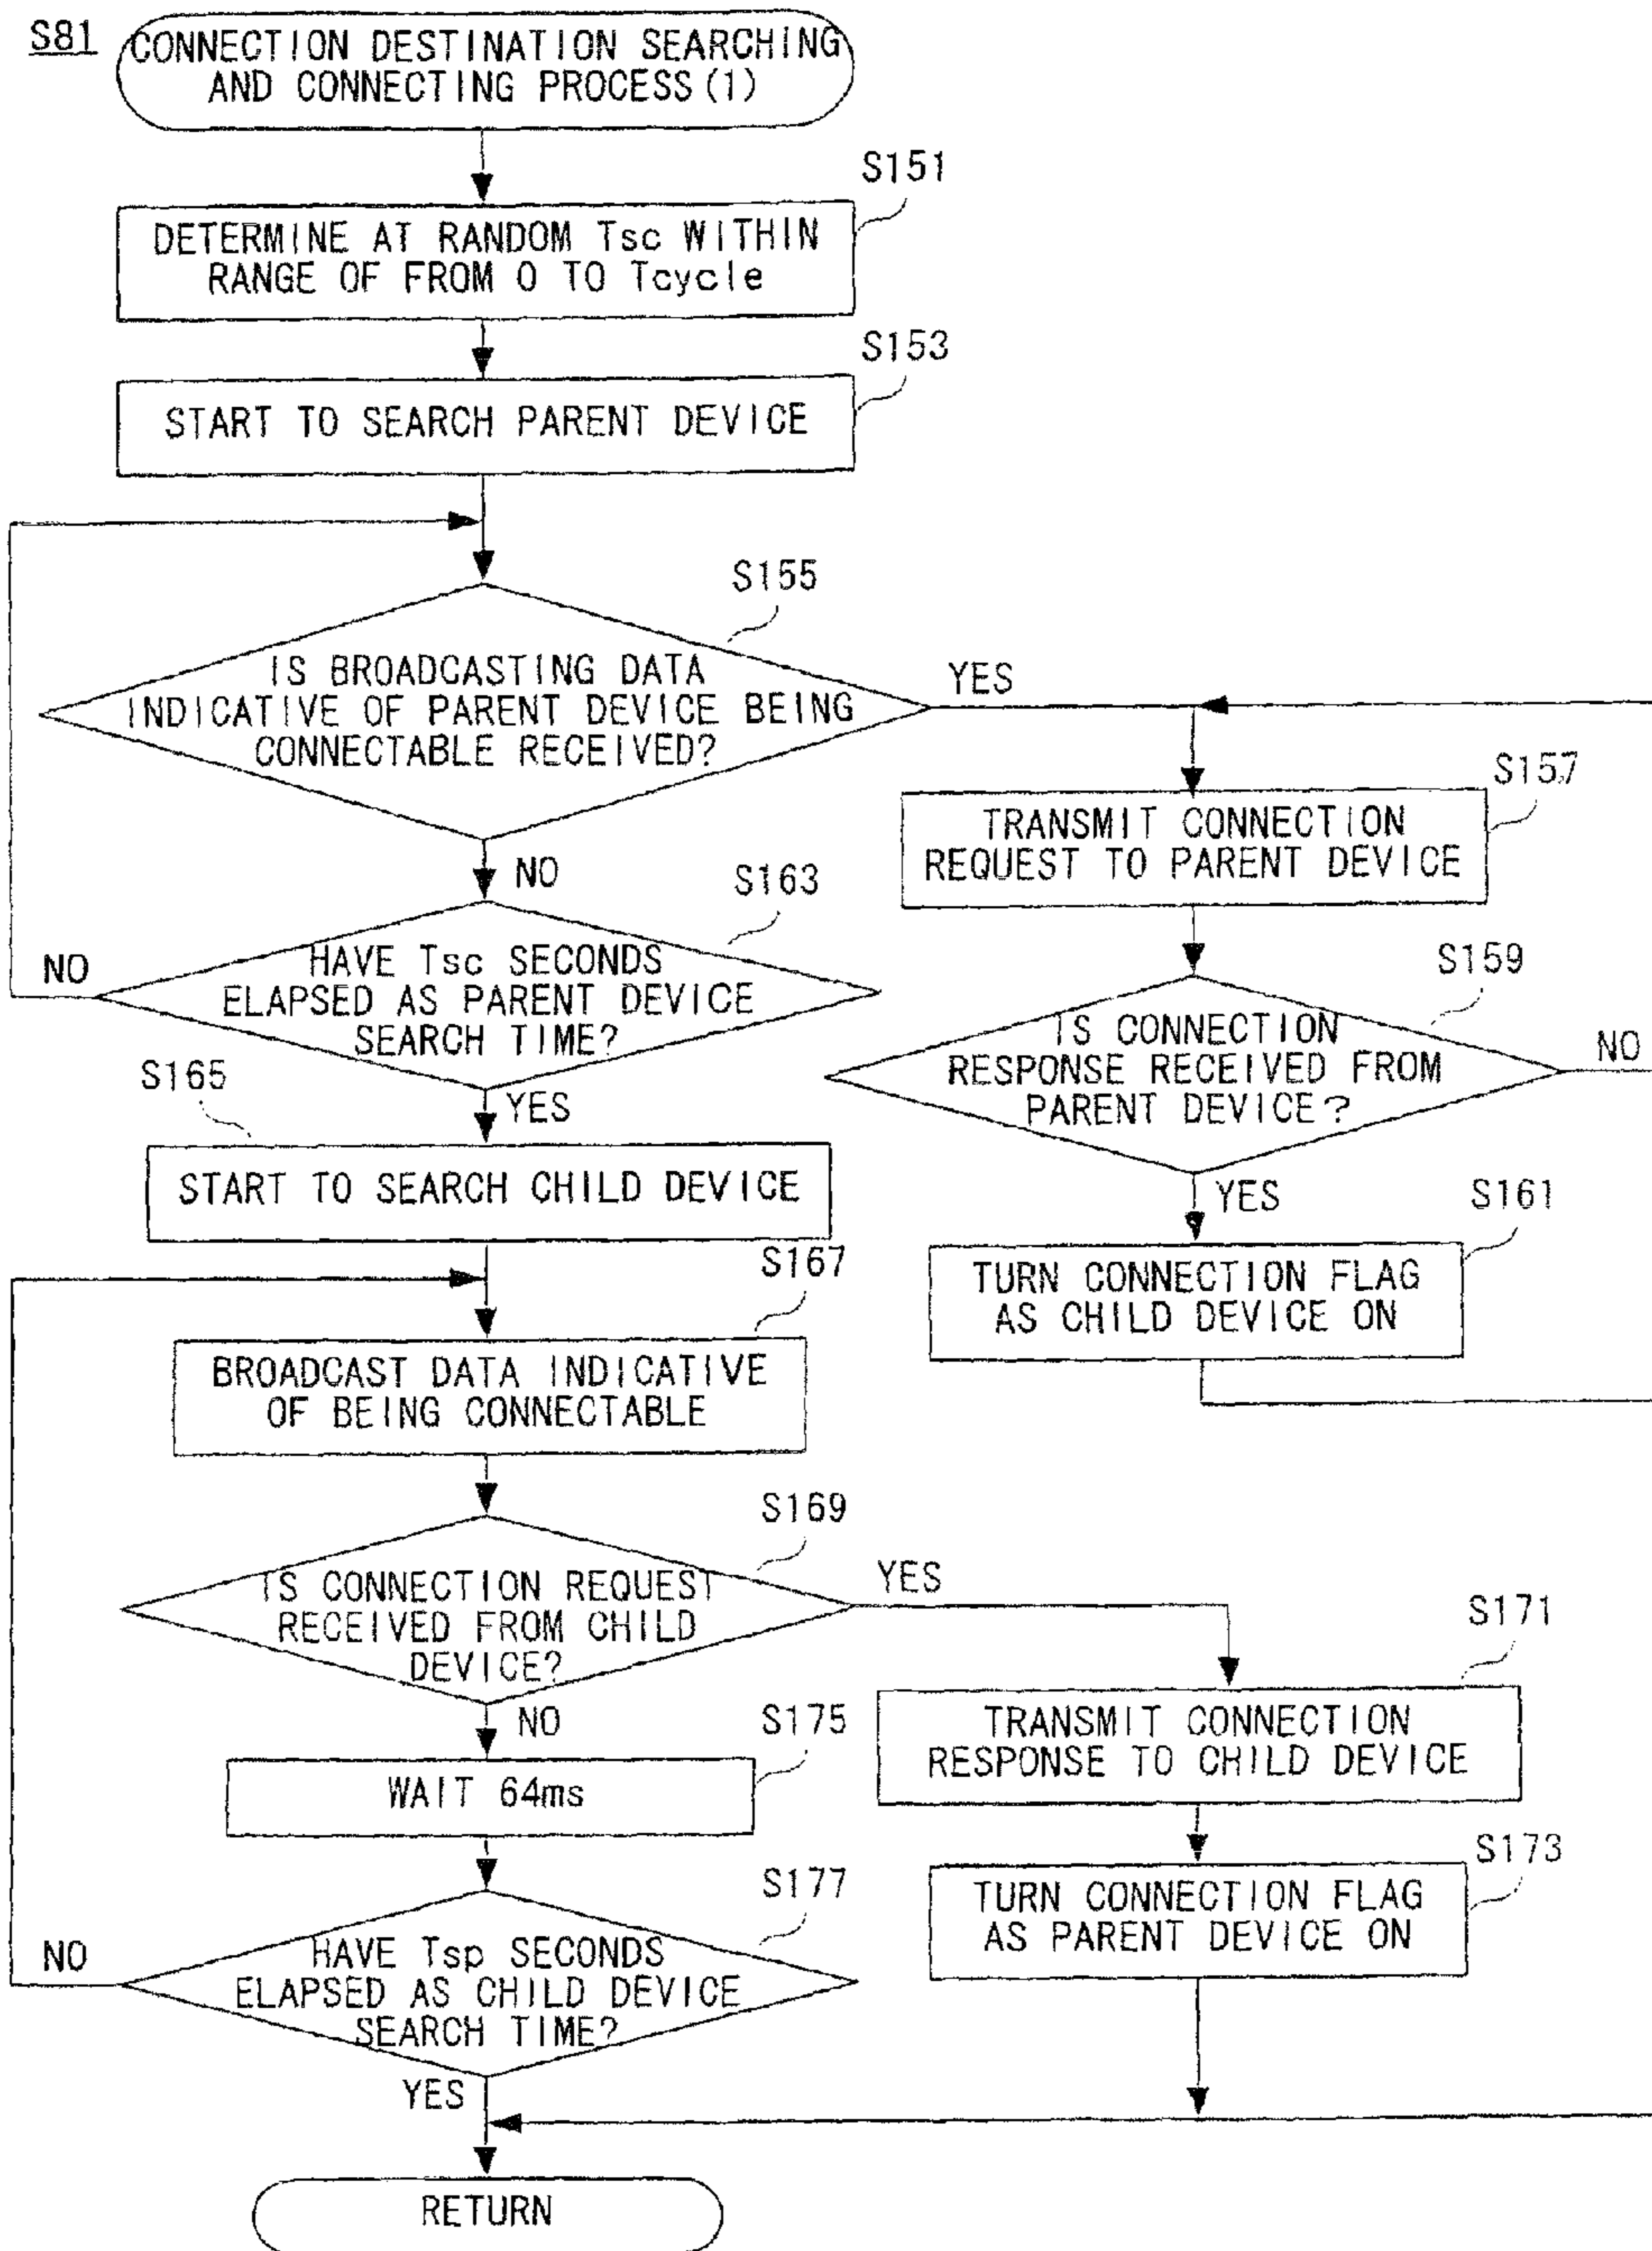 S81
CONNECTION DESTINATION SEARCHING
AND CONNECTING PROCESS(1)
S151
DETERMINE AT RANDOM Tsc WITHIN
RANGE OF FROM 0 TO Tcycle
S153
START TO SEARCH PARENT DEVICE
S155
IS BROADCASTING DATA
INDICATIVE OF PARENT DEVICE BEING
CONNECTABLE RECEIVED?
YES
NO
S157
TRANSMIT CONNECTION
REQUEST TO PARENT DEVICE
S159
IS CONNECTION
RESPONSE RECEIVED FROM
PARENT DEVICE?
NO
YES
S161
TURN CONNECTION FLAG
AS CHILD DEVICE ON
S163
HAVE Tsc SECONDS
ELAPSED AS PARENT DEVICE
SEARCH TIME?
NO
YES
S165
START TO SEARCH CHILD DEVICE
S167
BROADCAST DATA INDICATIVE
OF BEING CONNECTABLE
S169
IS CONNECTION REQUEST
RECEIVED FROM CHILD
DEVICE?
YES
NO
S171
TRANSMIT CONNECTION
RESPONSE TO CHILD DEVICE
S173
TURN CONNECTION FLAG
AS PARENT DEVICE ON
S175
WAIT 64ms
S177
HAVE Tsp SECONDS
ELAPSED AS CHILD DEVICE
SEARCH TIME?
NO
YES
RETURN